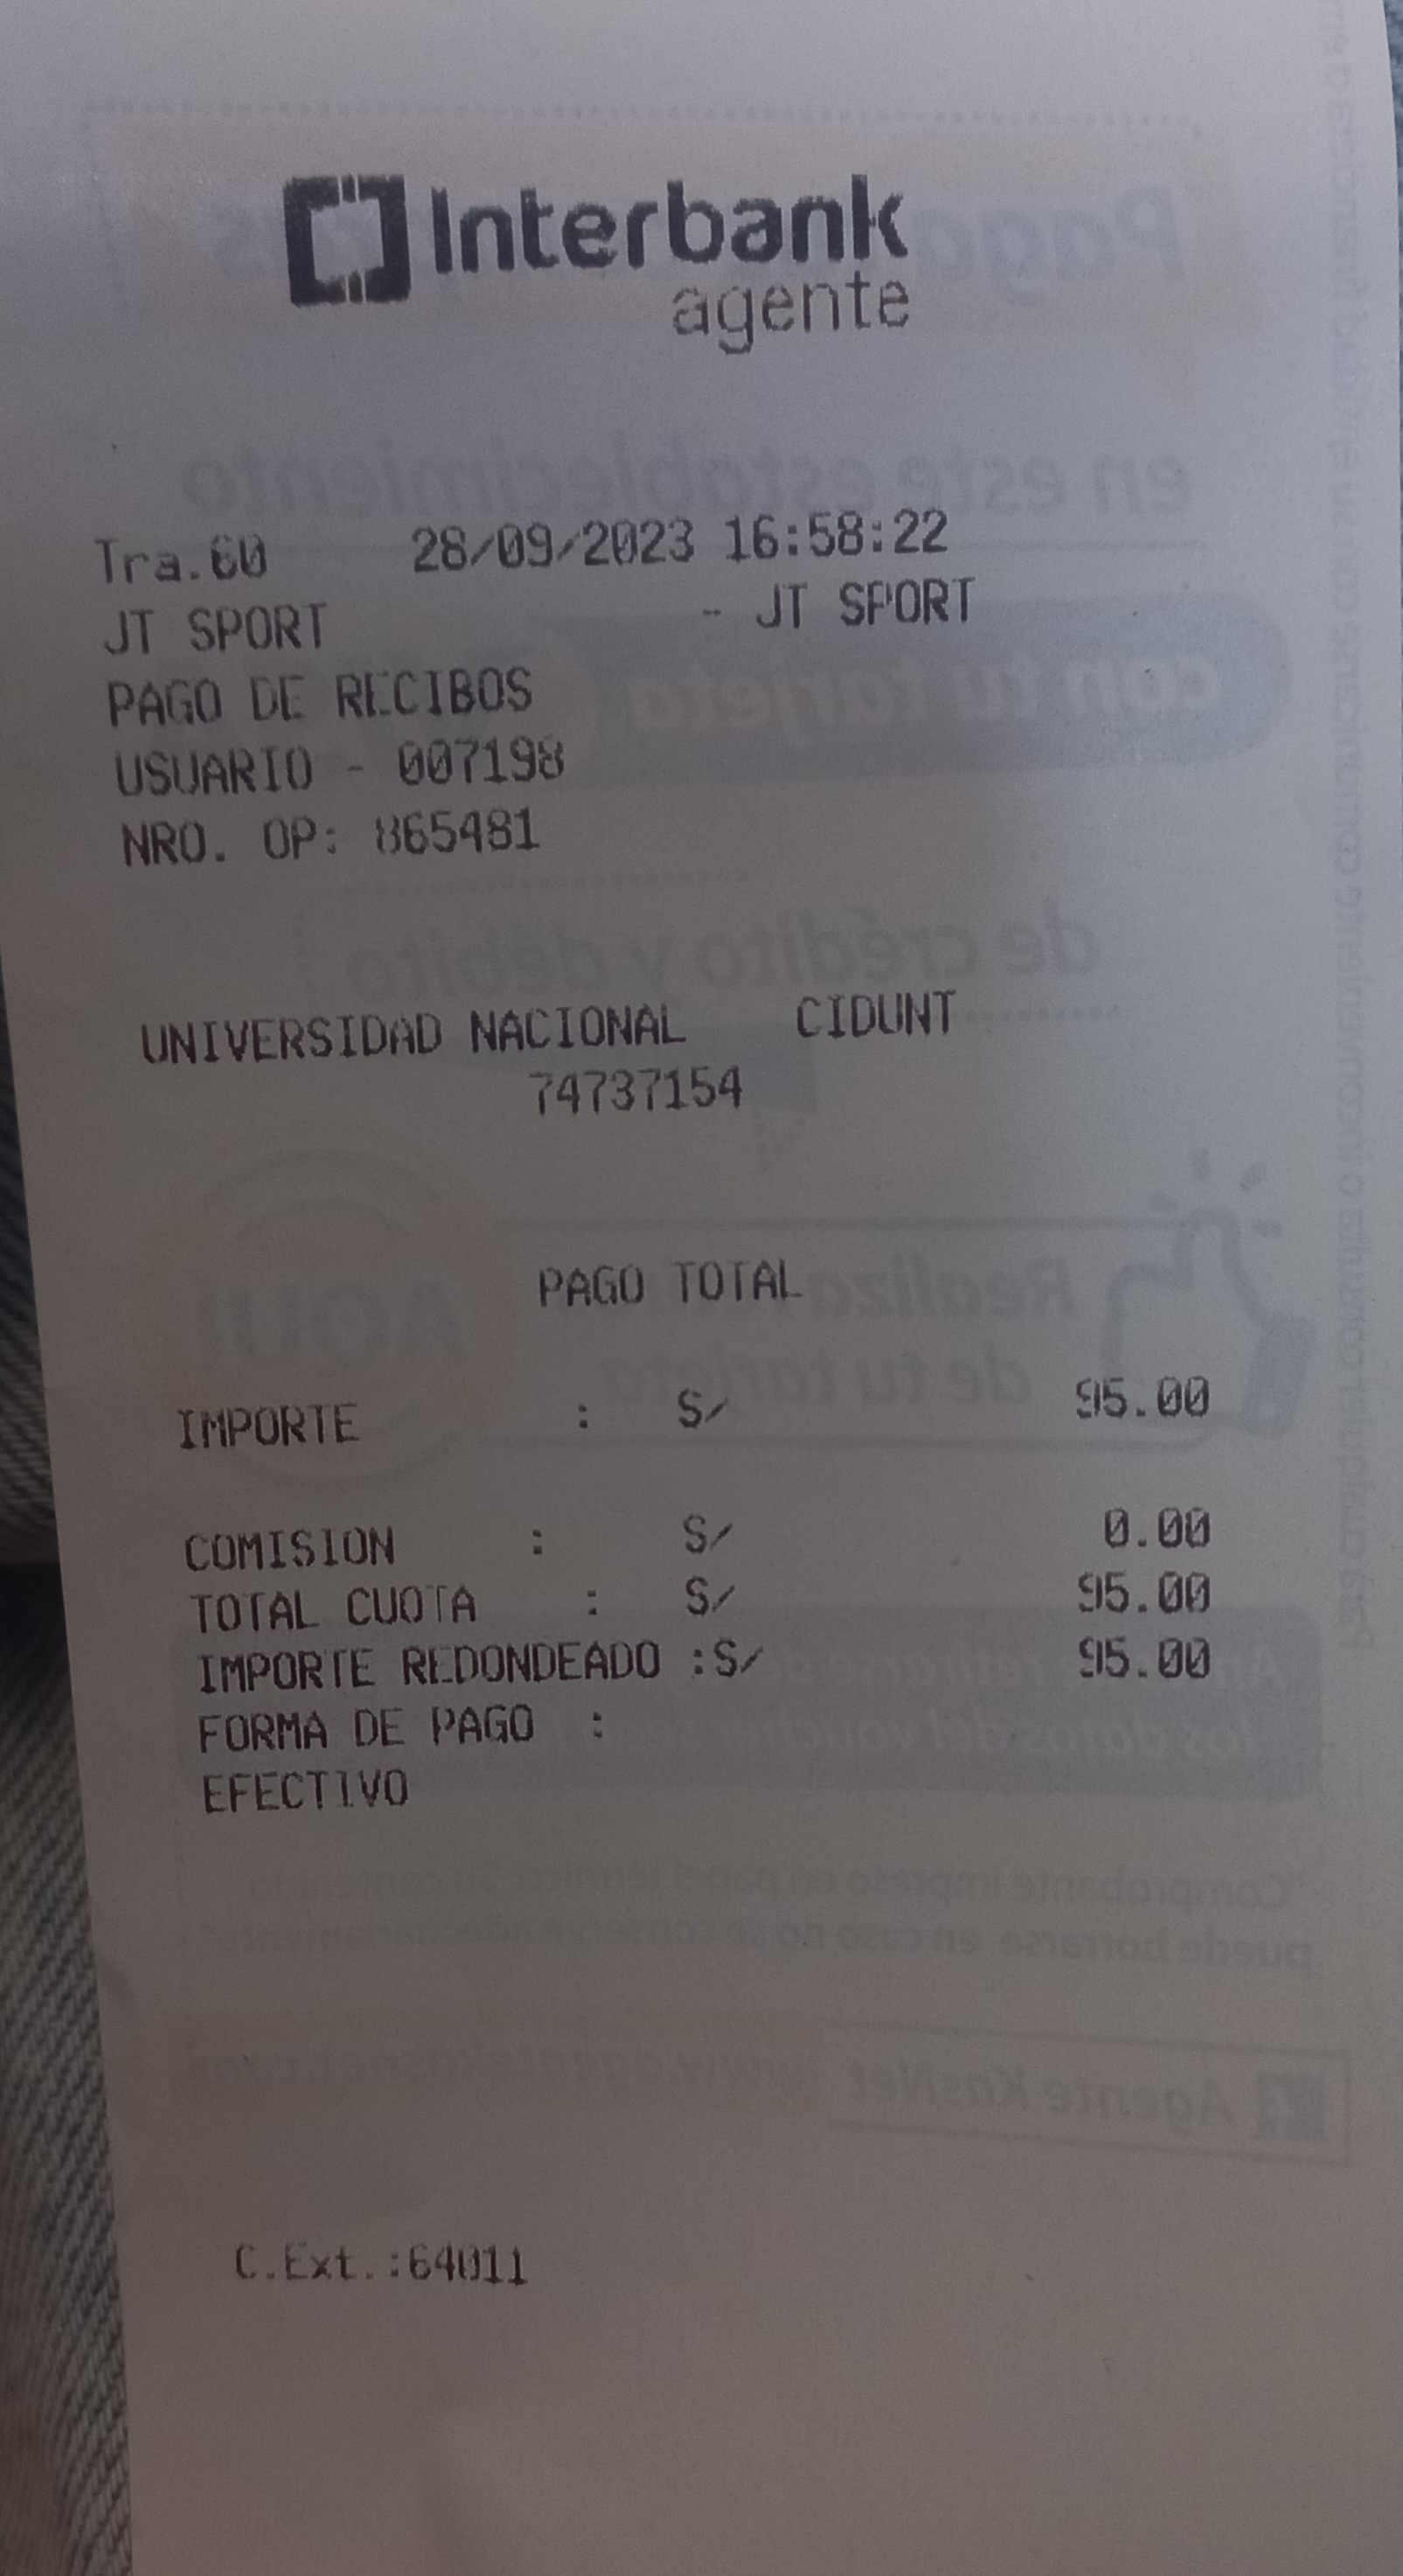 Interbank
agente
Tra.60 28/09/2023 16:58:22
JT SPORT - JT SPORT
PAGO DE RECIBOS
USUARIO - 007198
NRO. OP: 865481
UNIVERSIDAD NACIONAL CIDUNT
74737154
PAGO TOTAL
IMPORTE : S/ 95.00
COMISION : S/ 0.00
TOTAL CUOTA : S/ 95.00
IMPORTE REDONDEADO :S/ 95.00
FORMA DE PAGO :
EFECTIVO
C.Ext.:64011